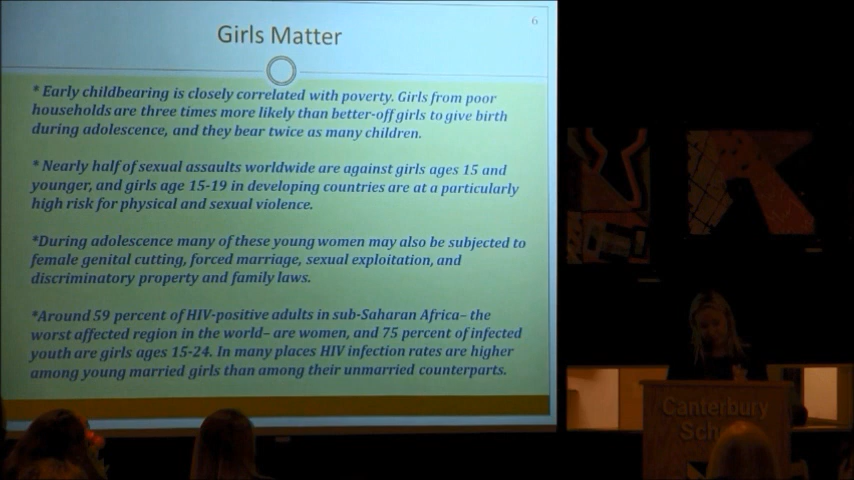 6
Girls Matter
* Early childbearing is closely correlated with poverty. Girls from poor
households are three times more likely than better-off girls to give birth
during adolescence, and they bear twice as many children.
* Nearly half of sexual assaults worldwide are against girls ages 15 and
younger, and girls age 15-19 in developing countries are at a particularly
high risk for physical and sexual violence.
*During adolescence many of these young women may also be subjected to
female genital cutting, forced marriage, sexual exploitation, and
discriminatory property and family laws.
*Around 59 percent of HIV-positive adults in sub-Saharan Africa– the
worst affected region in the world– are women, and 75 percent of infected
youth are girls ages 15-24. In many places HIV infection rates are higher
among young married girls than among their unmarried counterparts.
Canterbury